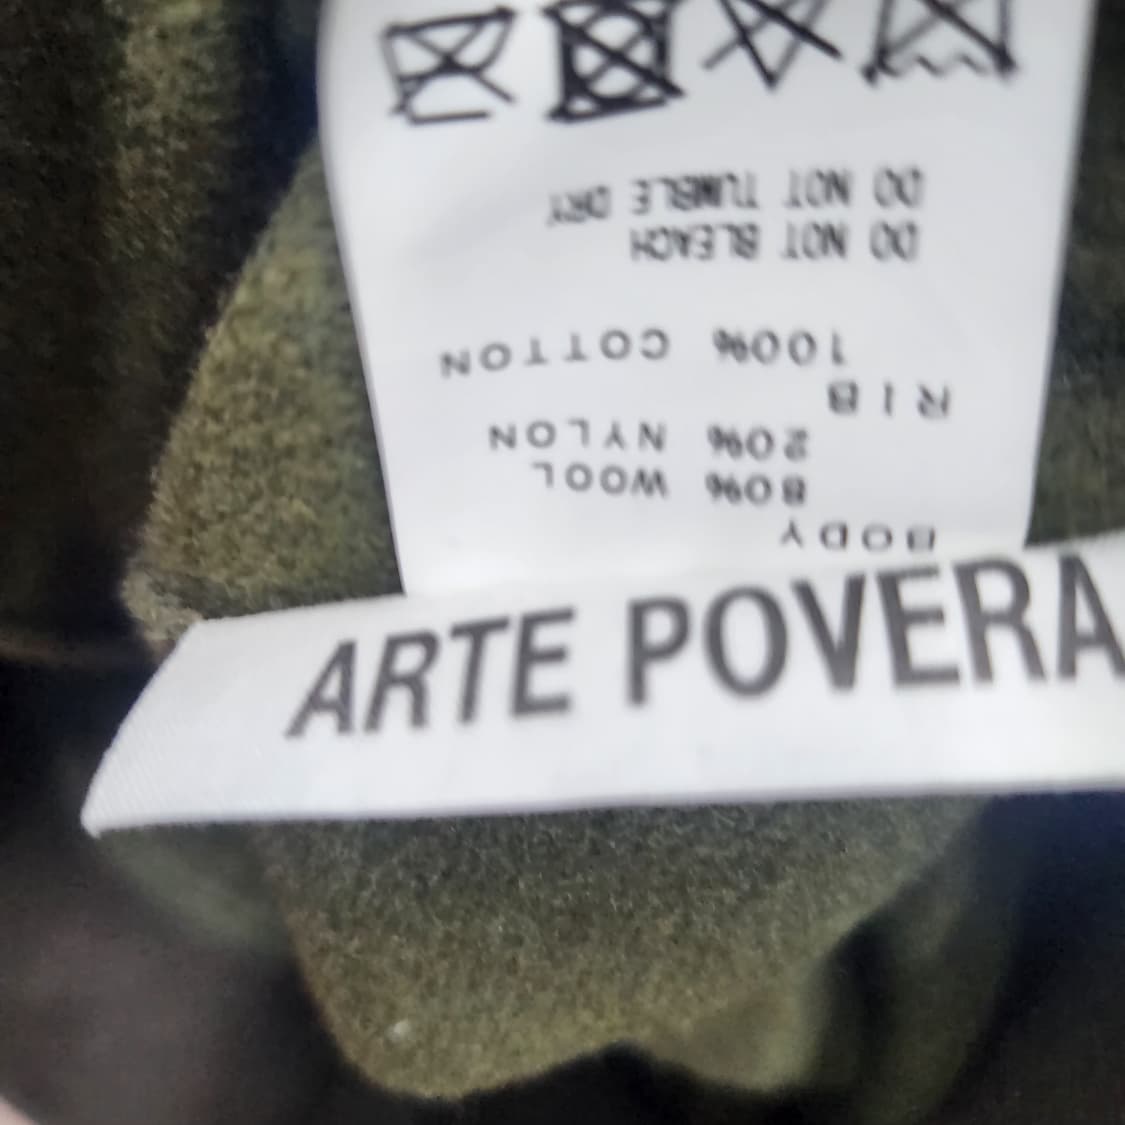 ARTE POVERA
BODY
80% WOOL
20% NYLON
RIB
100% COTTON
DO NOT BLEACH
DO NOT TUMBLE DRY